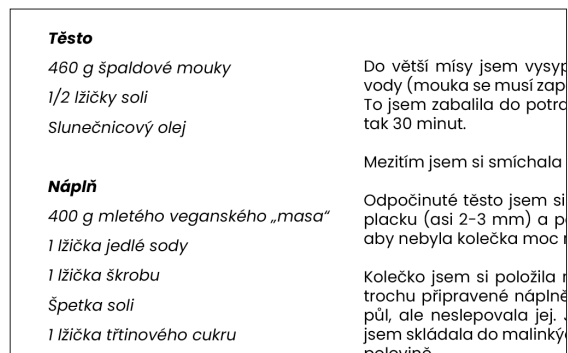 Těsto
460 g špaldové mouky
1/2 lžičky soli
Slunečnicový olej
Náplň
400 g mletého veganského „masa“
1 lžička jedlé sody
1 lžička škrobu
Špetka soli
1 lžička třtinového cukru
Do větší mísy jsem
vody (mouka se musí
To jsem zabalila do
tak 30 minut.
Mezitím jsem si smíchala
Odpočinuté těsto jsem si
placku (asi 2-3 mm) a
aby nebyla kolečka moc
Kolečko jsem si položila
trochu připravené náplně
půl, ale neslepovala jej.
jsem skládala do